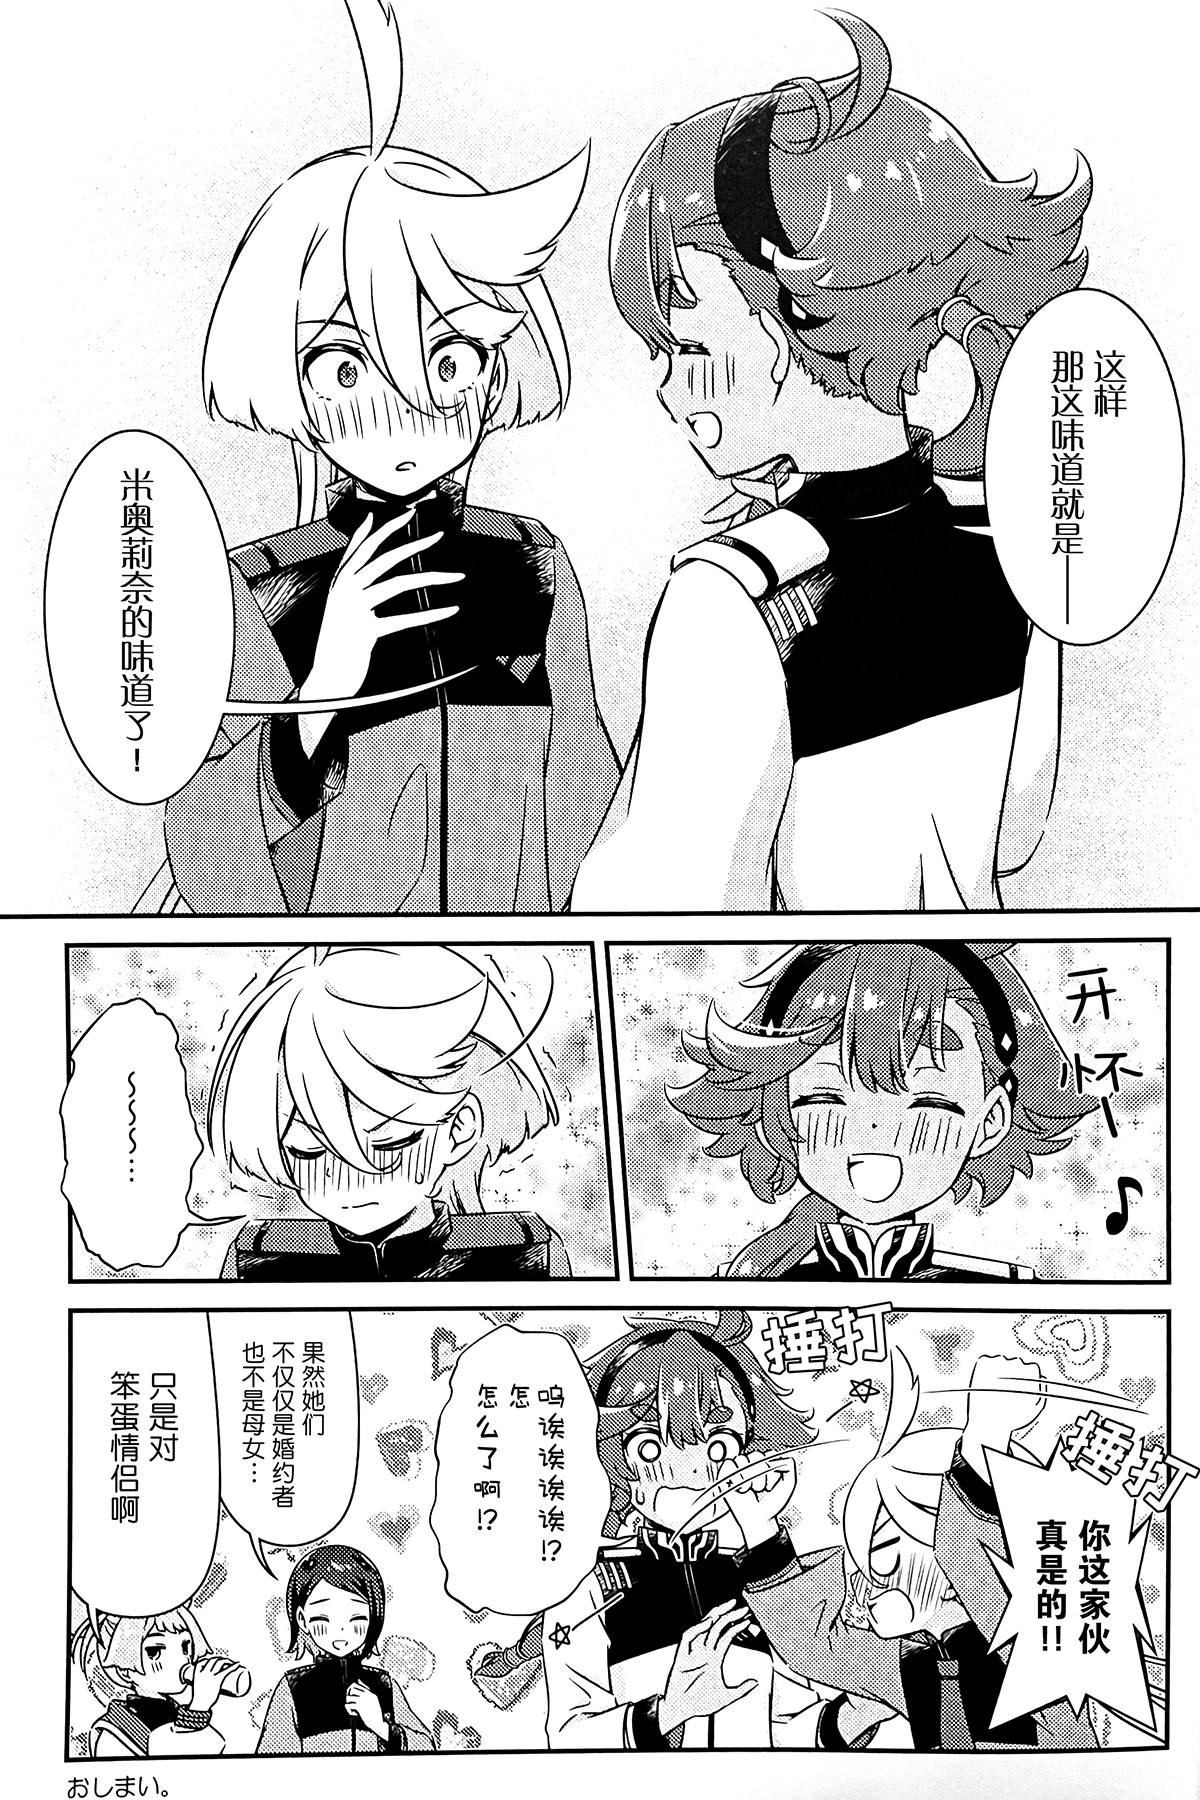 这样
那这味道就是——
米奥莉奈的味道了！
开怀ー♪
～～～…
捶打
捶打
你这家伙
真是的!!
呜诶诶诶诶!?
怎、
怎么了啊!?
果然她们
不仅仅是婚约者
也不是母女…
只是对
笨蛋情侣啊
おしまい。